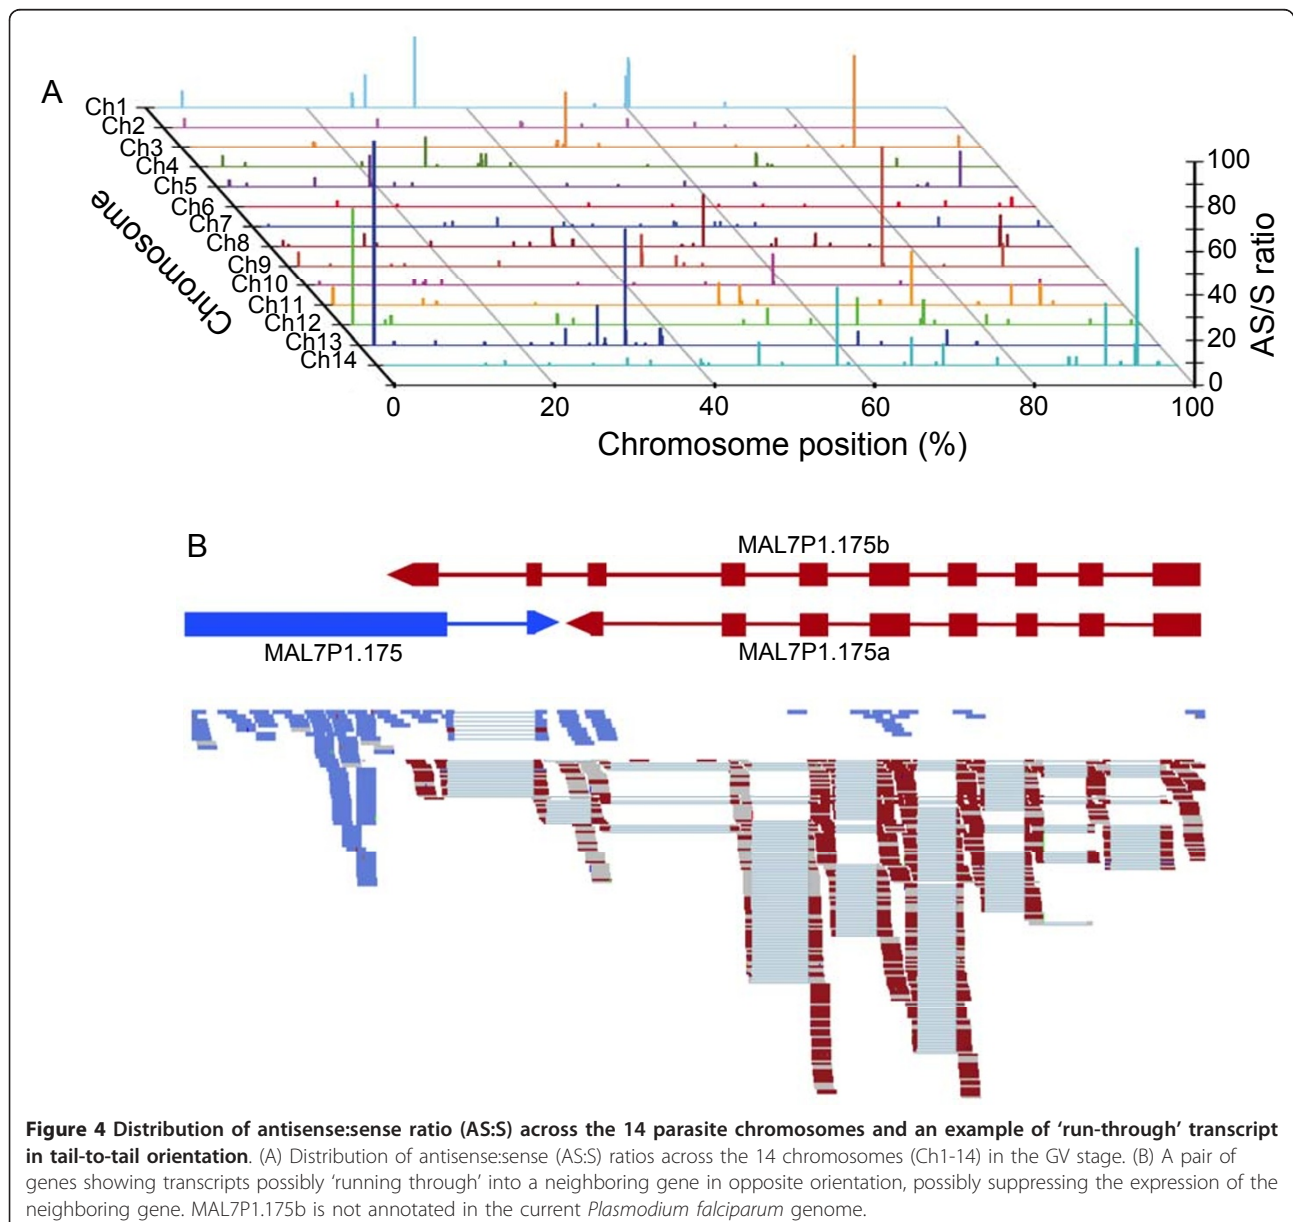 A
Ch1
Ch2
Ch3
Ch4
Ch5
Ch6
Ch7
Ch8
Ch9
Ch10
Ch11
Ch12
Ch13
Ch14
Chromosome
0 20 40 60 80 100
Chromosome position (%)
100
80
60
40
20
0
AS/S ratio
B
MAL7P1.175b
MAL7P1.175
MAL7P1.175a
Figure 4 Distribution of antisense:sense ratio (AS:S) across the 14 parasite chromosomes and an example of ‘run-through’ transcript
in tail-to-tail orientation. (A) Distribution of antisense:sense (AS:S) ratios across the 14 chromosomes (Ch1-14) in the GV stage. (B) A pair of
genes showing transcripts possibly ‘running through’ into a neighboring gene in opposite orientation, possibly suppressing the expression of the
neighboring gene. MAL7P1.175b is not annotated in the current Plasmodium falciparum genome.